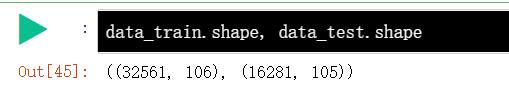 :
data_train.shape, data_test.shape
Out[45]: ((32561, 106), (16281, 105))